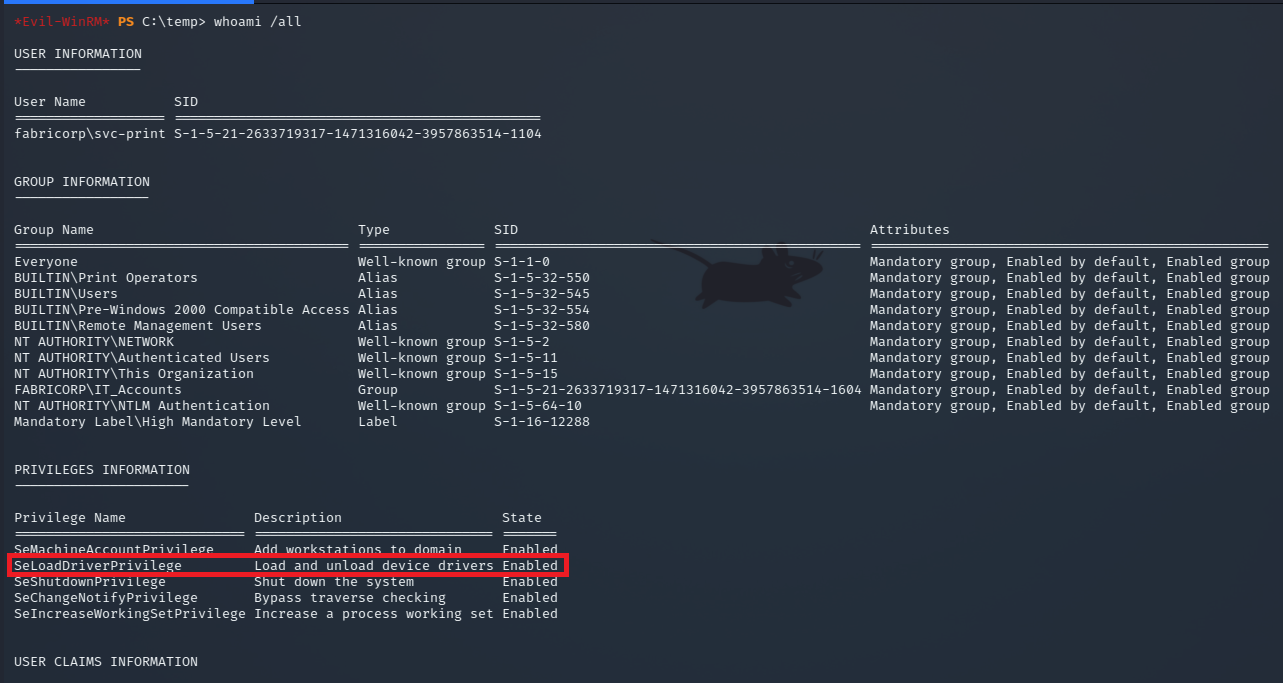 *Evil-WinRM* PS C:\temp> whoami /all
USER INFORMATION
User Name SID
fabricorp\svc-print S-1-5-21-2633719317-1471316042-3957863514-1104
GROUP INFORMATION
Group Name Type SID Attributes
Everyone Well-known group S-1-1-0 Mandatory group, Enabled by default, Enabled group
BUILTIN\Print Operators Alias S-1-5-32-550 Mandatory group, Enabled by default, Enabled group
BUILTIN\Users Alias S-1-5-32-545 Mandatory group, Enabled by default, Enabled group
BUILTIN\Pre-Windows 2000 Compatible Access Alias S-1-5-32-554 Mandatory group, Enabled by default, Enabled group
BUILTIN\Remote Management Users Alias S-1-5-32-580 Mandatory group, Enabled by default, Enabled group
NT AUTHORITY\NETWORK Well-known group S-1-5-2 Mandatory group, Enabled by default, Enabled group
NT AUTHORITY\Authenticated Users Well-known group S-1-5-11 Mandatory group, Enabled by default, Enabled group
NT AUTHORITY\This Organization Well-known group S-1-5-15 Mandatory group, Enabled by default, Enabled group
FABRICORP\IT_Accounts Group S-1-5-21-2633719317-1471316042-3957863514-1604 Mandatory group, Enabled by default, Enabled group
NT AUTHORITY\NTLM Authentication Well-known group S-1-5-64-10 Mandatory group, Enabled by default, Enabled group
Mandatory Label\High Mandatory Level Label S-1-16-12288
PRIVILEGES INFORMATION
Privilege Name Description State
SeMachineAccountPrivilege Add workstations to domain Enabled
SeLoadDriverPrivilege Load and unload device drivers Enabled
SeShutdownPrivilege Shut down the system Enabled
SeChangeNotifyPrivilege Bypass traverse checking Enabled
SeIncreaseWorkingSetPrivilege Increase a process working set Enabled
USER CLAIMS INFORMATION